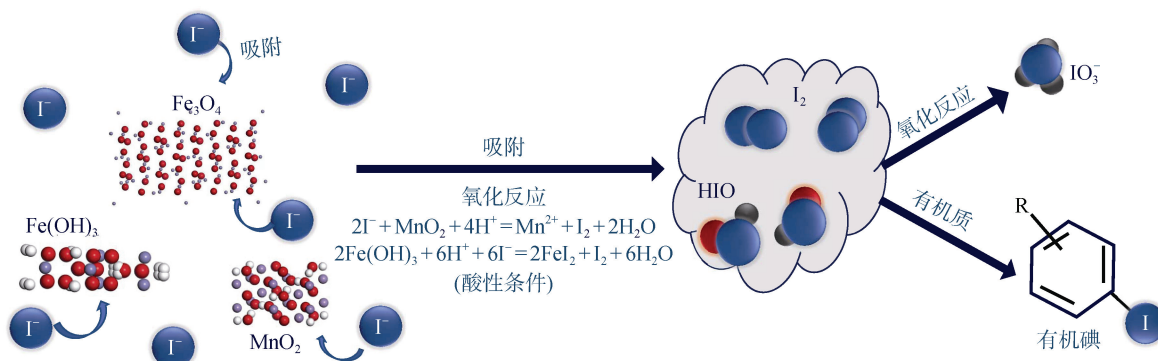 I⁻
吸附
I⁻
I⁻
Fe₃O₄
I⁻
Fe(OH)₃
I⁻
MnO₂
I⁻
I⁻
吸附
氧化反应
2I⁻+MnO₂+4H⁺=Mn²⁺+I₂+2H₂O
2Fe(OH)₃+6H⁺+6I⁻=2FeI₂+I₂+6H₂O
(酸性条件)
I₂
HIO
氧化反应
IO₃⁻
有机质
R
I
有机碘